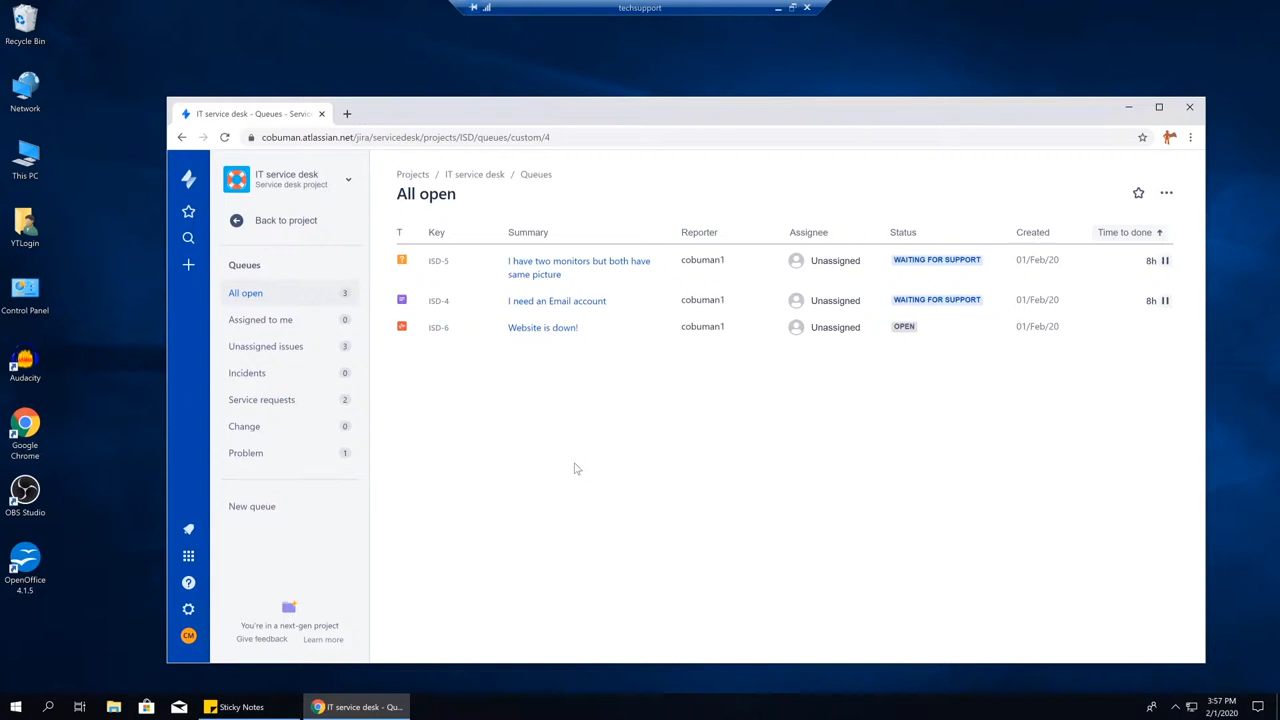 techsupport
Recycle Bin
Network
This PC
YTLogin
Control Panel
Audacity
Google
Chrome
OBS Studio
OpenOffice
4.1.5
IT service desk - Queues - Servic
cobuman.atlassian.net/jira/servicedesk/projects/ISD/queues/custom/4
IT service desk
Service desk project
Back to project
Queues
All open 3
Assigned to me 0
Unassigned issues 3
Incidents 0
Service requests 2
Change 0
Problem 1
New queue
You're in a next-gen project
Give feedback Learn more
CM
Projects / IT service desk / Queues
All open
T Key Summary Reporter Assignee Status Created Time to done
ISD-5 I have two monitors but both have same picture cobuman1 Unassigned WAITING FOR SUPPORT 01/Feb/20 8h
ISD-4 I need an Email account cobuman1 Unassigned WAITING FOR SUPPORT 01/Feb/20 8h
ISD-6 Website is down! cobuman1 Unassigned OPEN 01/Feb/20
Sticky Notes
IT service desk - Qu...
3:57 PM
2/1/2020